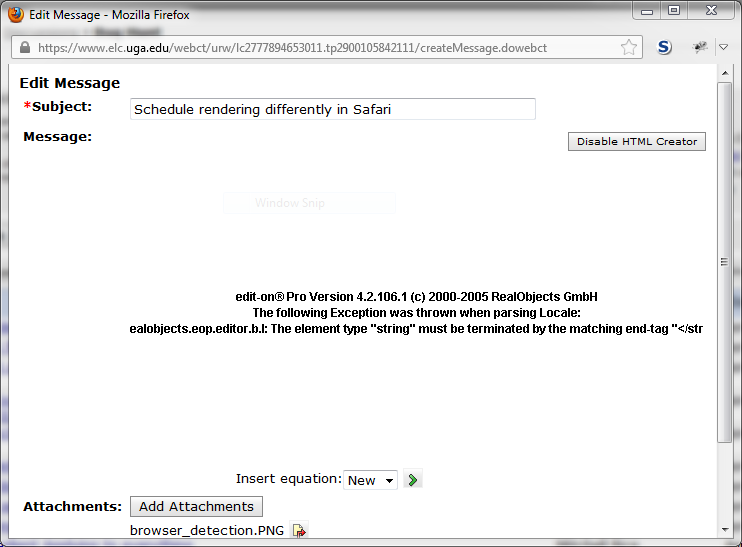 Edit Message - Mozilla Firefox
https://www.elc.uga.edu/webct/urw/lc2777894653011.tp2900105842111/createMessage.dowebct
Edit Message
*Subject: Schedule rendering differently in Safari
Message: Disable HTML Creator
Window Snip
edit-on® Pro Version 4.2.106.1 (c) 2000-2005 RealObjects GmbH
The following Exception was thrown when parsing Locale:
ealobjects.eop.editor.b.l: The element type "string" must be terminated by the matching end-tag "</str
Insert equation: New
Attachments: Add Attachments
browser_detection.PNG